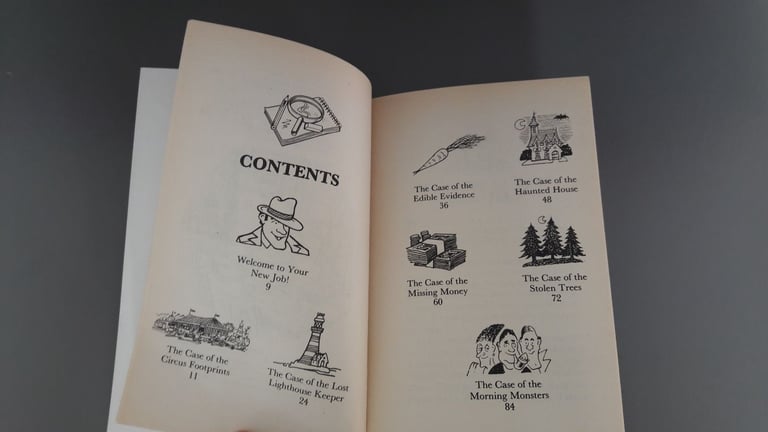 CONTENTS
Welcome to Your
New Job!
9
The Case of the
Circus Footprints
11
The Case of the Lost
Lighthouse Keeper
24
The Case of the
Edible Evidence
36
The Case of the
Haunted House
48
The Case of the
Missing Money
60
The Case of the
Stolen Trees
72
The Case of the
Morning Monsters
84